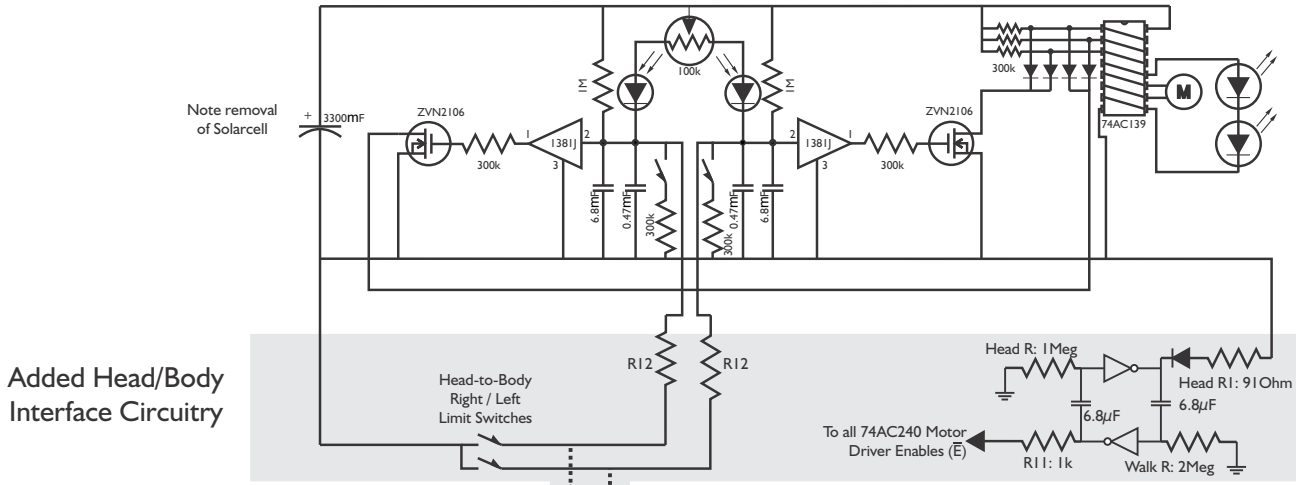 Note removal
of Solarcell
+
3300mF
ZVN2106
300k
1
1381J
2
3
1M
6.8mF
0.47mF
300k
100k
1M
300k
0.47mF
6.8mF
2
1381J
1
3
300k
ZVN2106
300k
74AC139
M
Added Head/Body
Interface Circuitry
Head-to-Body
Right / Left
Limit Switches
R12
R12
Head R: 1Meg
Head R1: 91Ohm
6.8µF
6.8µF
To all 74AC240 Motor
Driver Enables (E̅)
R11: 1k
Walk R: 2Meg